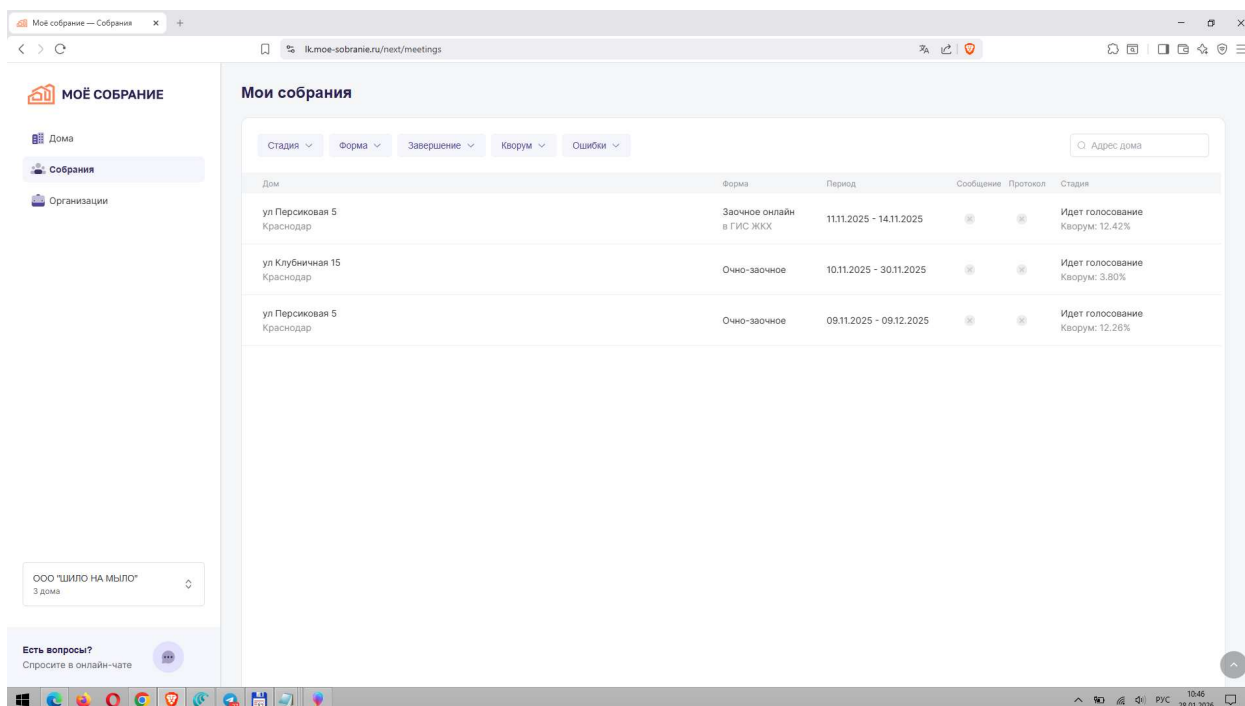 Моё собрание — Собрания
lk.moe-sobranie.ru/next/meetings
МОЁ СОБРАНИЕ
Дома
Собрания
Организации
Мои собрания
Стадия Форма Завершение Кворум Ошибки Адрес дома
Дом Форма Период Сообщение Протокол Стадия
ул Персиковая 5 Заочное онлайн 11.11.2025 - 14.11.2025 Идет голосование
Краснодар в ГИС ЖКХ Кворум: 12.42%
ул Клубничная 15 Очно-заочное 10.11.2025 - 30.11.2025 Идет голосование
Краснодар Кворум: 3.80%
ул Персиковая 5 Очно-заочное 09.11.2025 - 09.12.2025 Идет голосование
Краснодар Кворум: 12.26%
ООО "ШИЛО НА МЫЛО"
3 дома
Есть вопросы?
Спросите в онлайн-чате
РУС 10:46
28.01.2026